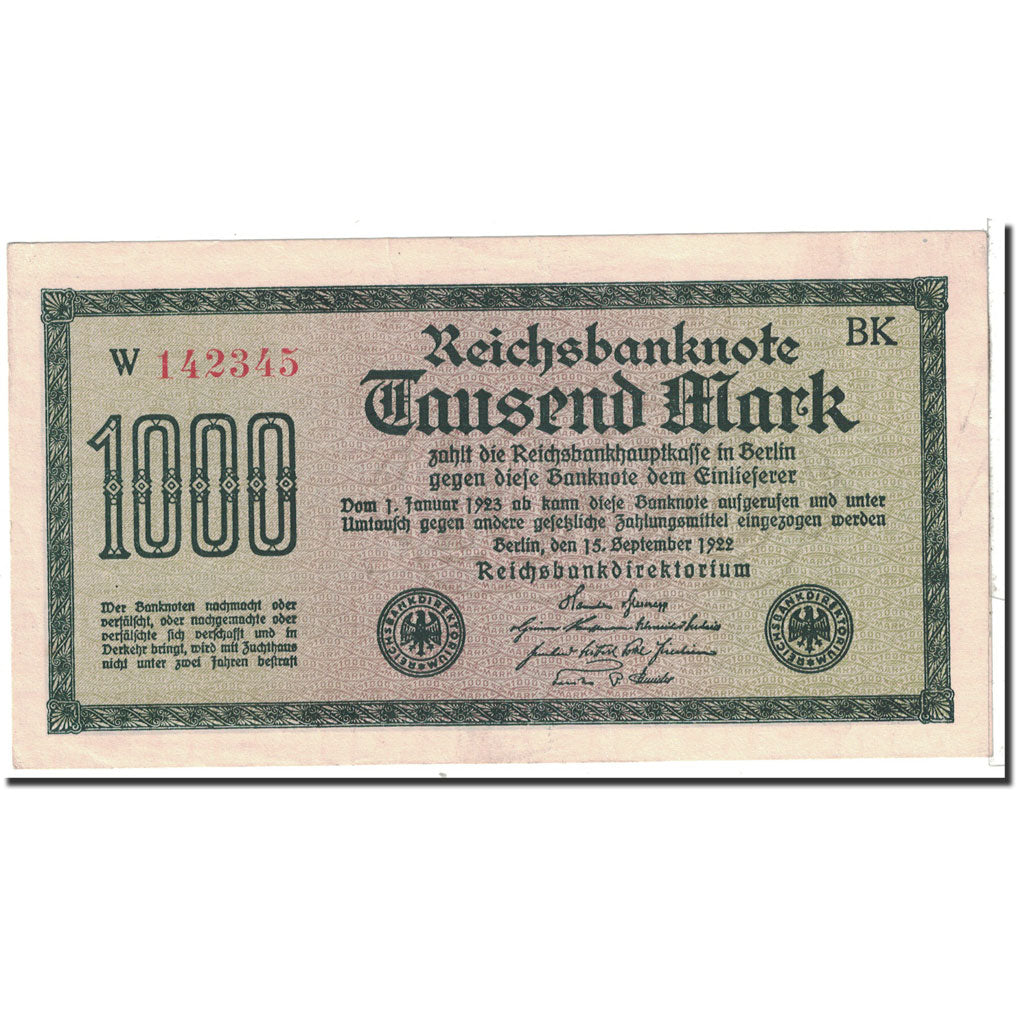 W 142345
BK
Reichsbanknote
Tausend Mark
1000
zahlt die Reichsbankhauptkasse in Berlin
gegen diese Banknote dem Einlieferer
Vom 1. Januar 1923 ab kann diese Banknote aufgerufen und unter
Umtausch gegen andere gesetzliche Zahlungsmittel eingezogen werden
Berlin, den 15. September 1922
Reichsbankdirektorium
Wer Banknoten nachmacht oder
verfälscht, oder nachgemachte oder
verfälschte sich verschafft und in
Verkehr bringt, wird mit Zuchthaus
nicht unter zwei Jahren bestraft
REICHSBANKDIREKTORIUM
REICHSBANKDIREKTORIUM